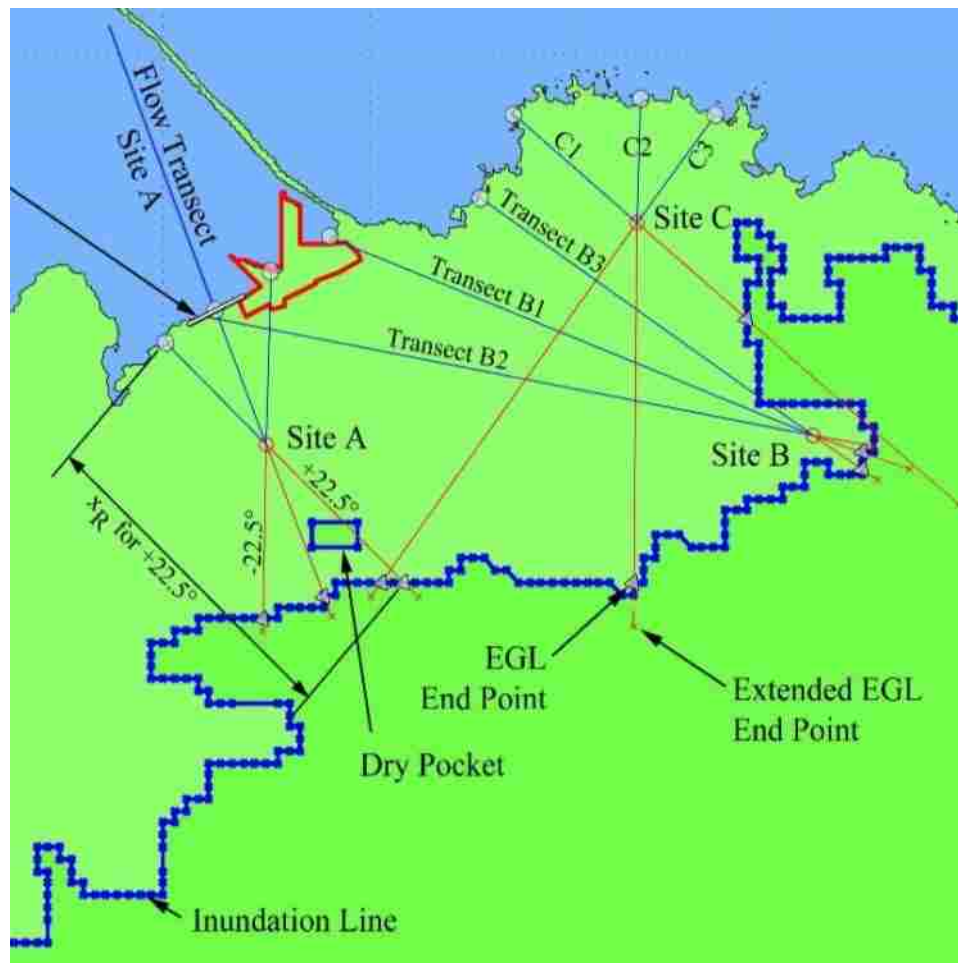 Flow Transect
Site A
C1
C2
C3
Site C
Transect B3
Transect B1
Transect B2
Site A
Site B
+22.5°
-22.5°
xR for +22.5°
EGL
End Point
Extended EGL
End Point
Dry Pocket
Inundation Line